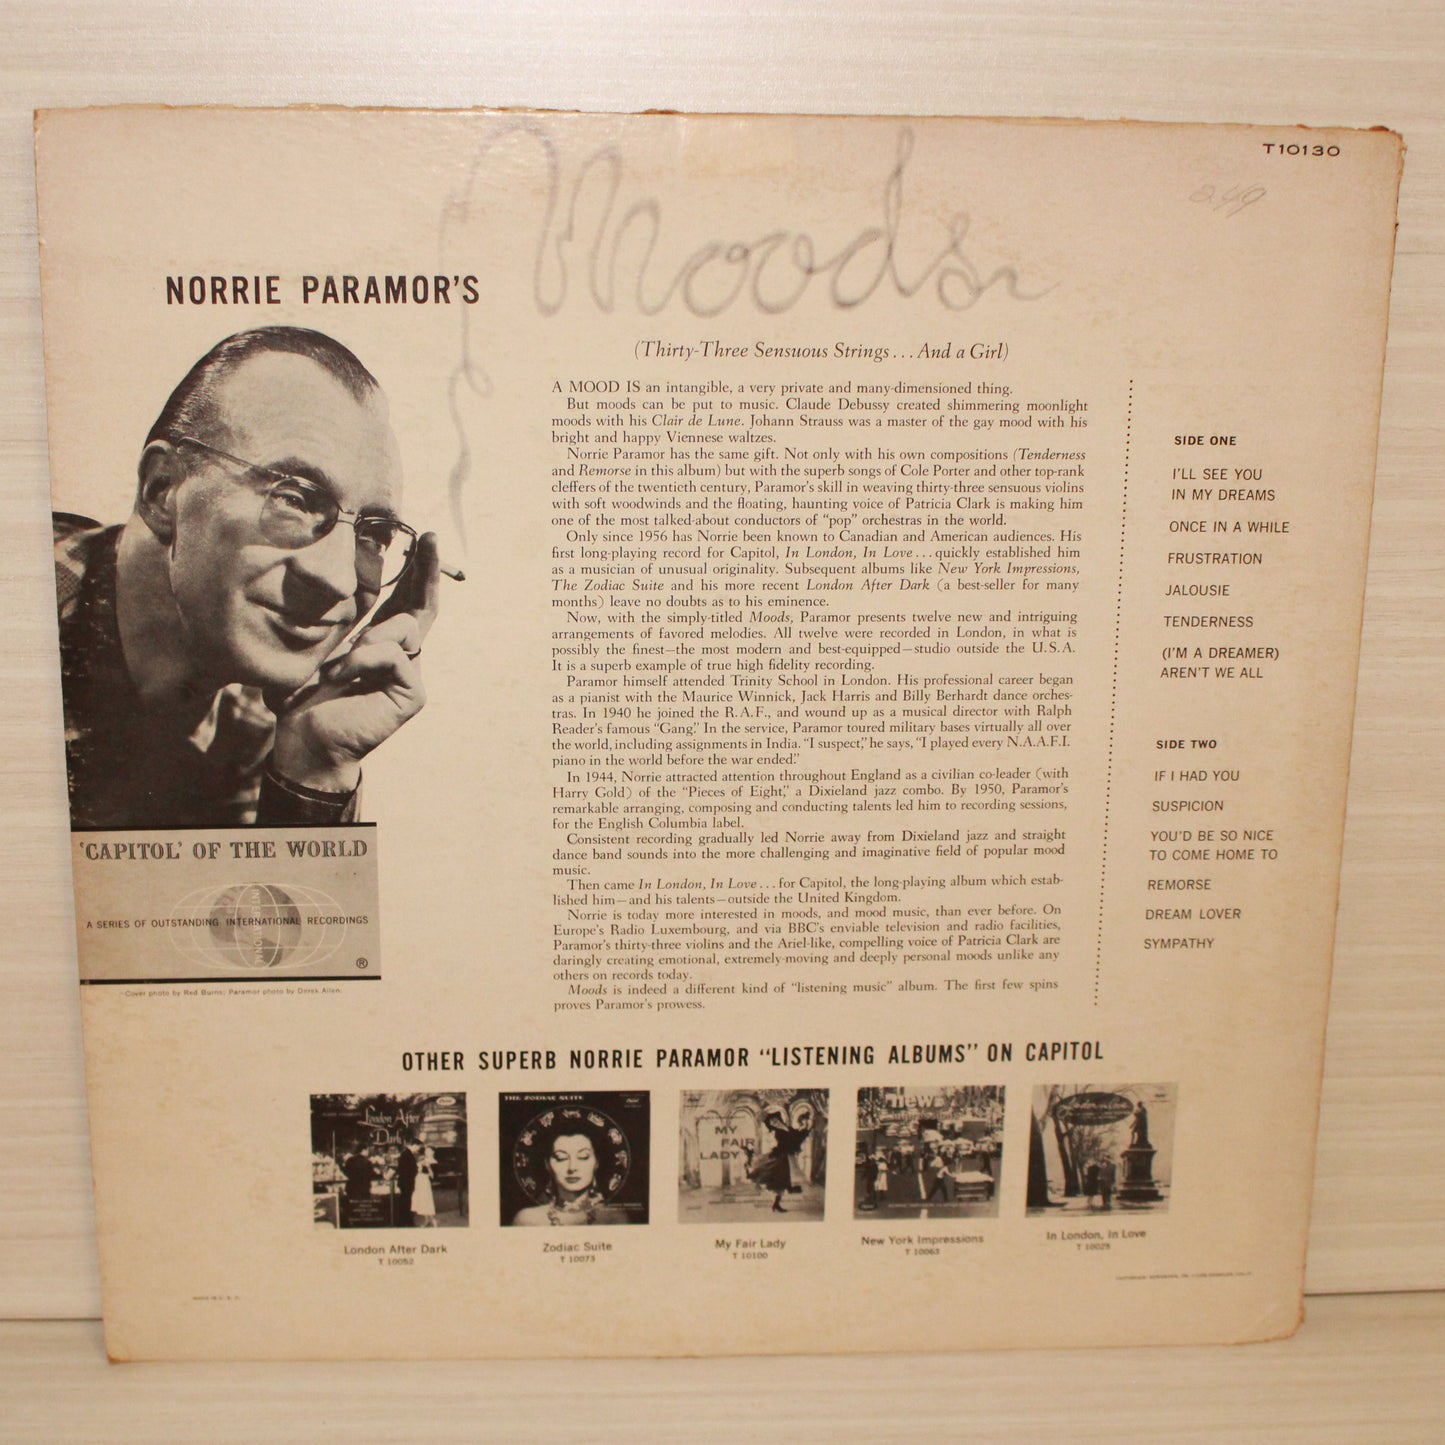 T10130
249
Moods
NORRIE PARAMOR'S
(Thirty-Three Sensuous Strings... And a Girl)
A MOOD IS an intangible, a very private and many-dimensioned thing.
But moods can be put to music. Claude Debussy created shimmering moonlight
moods with his Clair de Lune. Johann Strauss was a master of the gay mood with his
bright and happy Viennese waltzes.
Norrie Paramor has the same gift. Not only with his own compositions (Tenderness
and Remorse in this album) but with the superb songs of Cole Porter and other top-rank
cleffers of the twentieth century, Paramor's skill in weaving thirty-three sensuous violins
with soft woodwinds and the floating, haunting voice of Patricia Clark is making him
one of the most talked-about conductors of "pop" orchestras in the world.
Only since 1956 has Norrie been known to Canadian and American audiences. His
first long-playing record for Capitol, In London, In Love... quickly established him
as a musician of unusual originality. Subsequent albums like New York Impressions,
The Zodiac Suite and his more recent London After Dark (a best-seller for many
months) leave no doubts as to his eminence.
Now, with the simply-titled Moods, Paramor presents twelve new and intriguing
arrangements of favored melodies. All twelve were recorded in London, in what is
possibly the finest—the most modern and best-equipped—studio outside the U.S.A.
It is a superb example of true high fidelity recording.
Paramor himself attended Trinity School in London. His professional career began
as a pianist with the Maurice Winnick, Jack Harris and Billy Berhardt dance orches-
tras. In 1940 he joined the R.A.F., and wound up as a musical director with Ralph
Reader's famous "Gang." In the service, Paramor toured military bases virtually all over
the world, including assignments in India. "I suspect," he says, "I played every N.A.A.F.I.
piano in the world before the war ended."
In 1944, Norrie attracted attention throughout England as a civilian co-leader (with
Harry Gold) of the "Pieces of Eight," a Dixieland jazz combo. By 1950, Paramor's
remarkable arranging, composing and conducting talents led him to recording sessions,
for the English Columbia label.
Consistent recording gradually led Norrie away from Dixieland jazz and straight
dance band sounds into the more challenging and imaginative field of popular mood
music.
Then came In London, In Love... for Capitol, the long-playing album which estab-
lished him—and his talents—outside the United Kingdom.
Norrie is today more interested in moods, and mood music, than ever before. On
Europe's Radio Luxembourg, and via BBC's enviable television and radio facilities,
Paramor's thirty-three violins and the Ariel-like, compelling voice of Patricia Clark are
daringly creating emotional, extremely-moving and deeply personal moods unlike any
others on records today.
Moods is indeed a different kind of "listening music" album. The first few spins
proves Paramor's prowess.
SIDE ONE
I'LL SEE YOU
IN MY DREAMS
ONCE IN A WHILE
FRUSTRATION
JALOUSIE
TENDERNESS
(I'M A DREAMER)
AREN'T WE ALL
SIDE TWO
IF I HAD YOU
SUSPICION
YOU'D BE SO NICE
TO COME HOME TO
REMORSE
DREAM LOVER
SYMPATHY
'CAPITOL' OF THE WORLD
A SERIES OF OUTSTANDING INTERNATIONAL RECORDINGS
INTERNATIONAL
®
Cover photo by Red Burns; Paramor photo by Derek Allen.
OTHER SUPERB NORRIE PARAMOR "LISTENING ALBUMS" ON CAPITOL
London After
Dark
THE ZODIAC SUITE
MY
FAIR
LADY
new
London After Dark
T 10052
Zodiac Suite
T 10073
My Fair Lady
T 10100
New York Impressions
T 10063
In London, In Love
T 10025
MADE IN U. S. A.